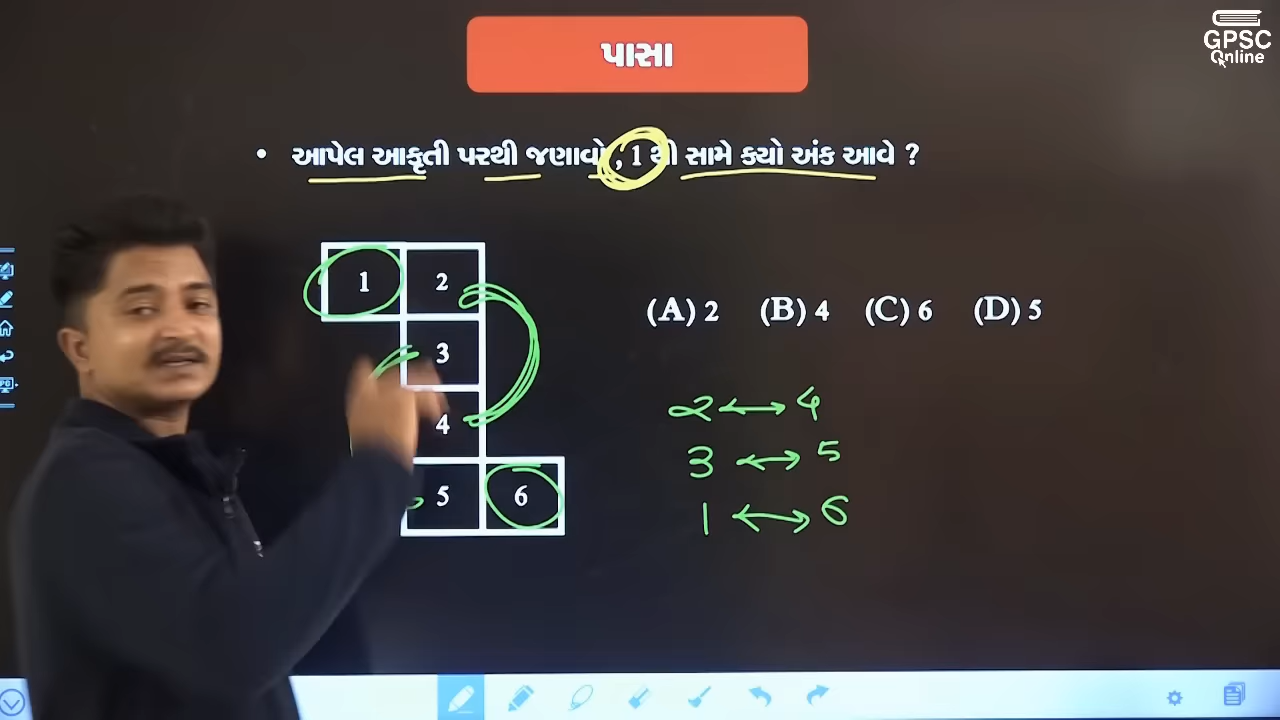 GPSC
Online
પાસા
• આપેલ આકૃતી પરથી જણાવો , 1 થી સામે ક્યો અંક આવે ?
1 2
3
4
5 6
(A) 2 (B) 4 (C) 6 (D) 5
2 ↔ 4
3 ↔ 5
1 ↔ 6